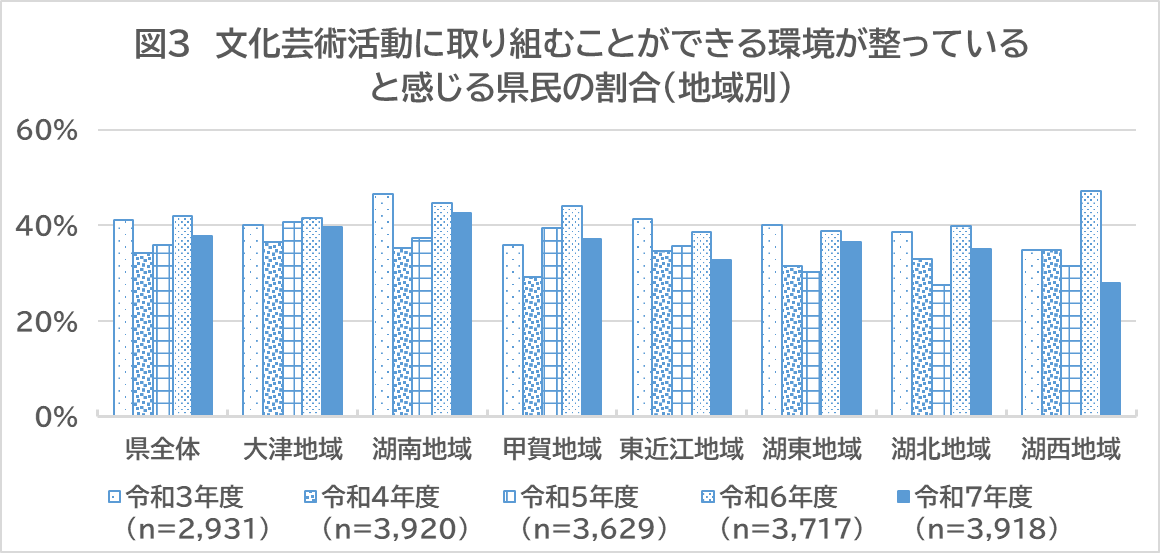 図3 文化芸術活動に取り組むことができる環境が整っている
と感じる県民の割合（地域別）
60%
40%
20%
0%
県全体 大津地域 湖南地域 甲賀地域 東近江地域 湖東地域 湖北地域 湖西地域
令和3年度 令和4年度 令和5年度 令和6年度 令和7年度
（n=2,931） （n=3,920） （n=3,629） （n=3,717） （n=3,918）